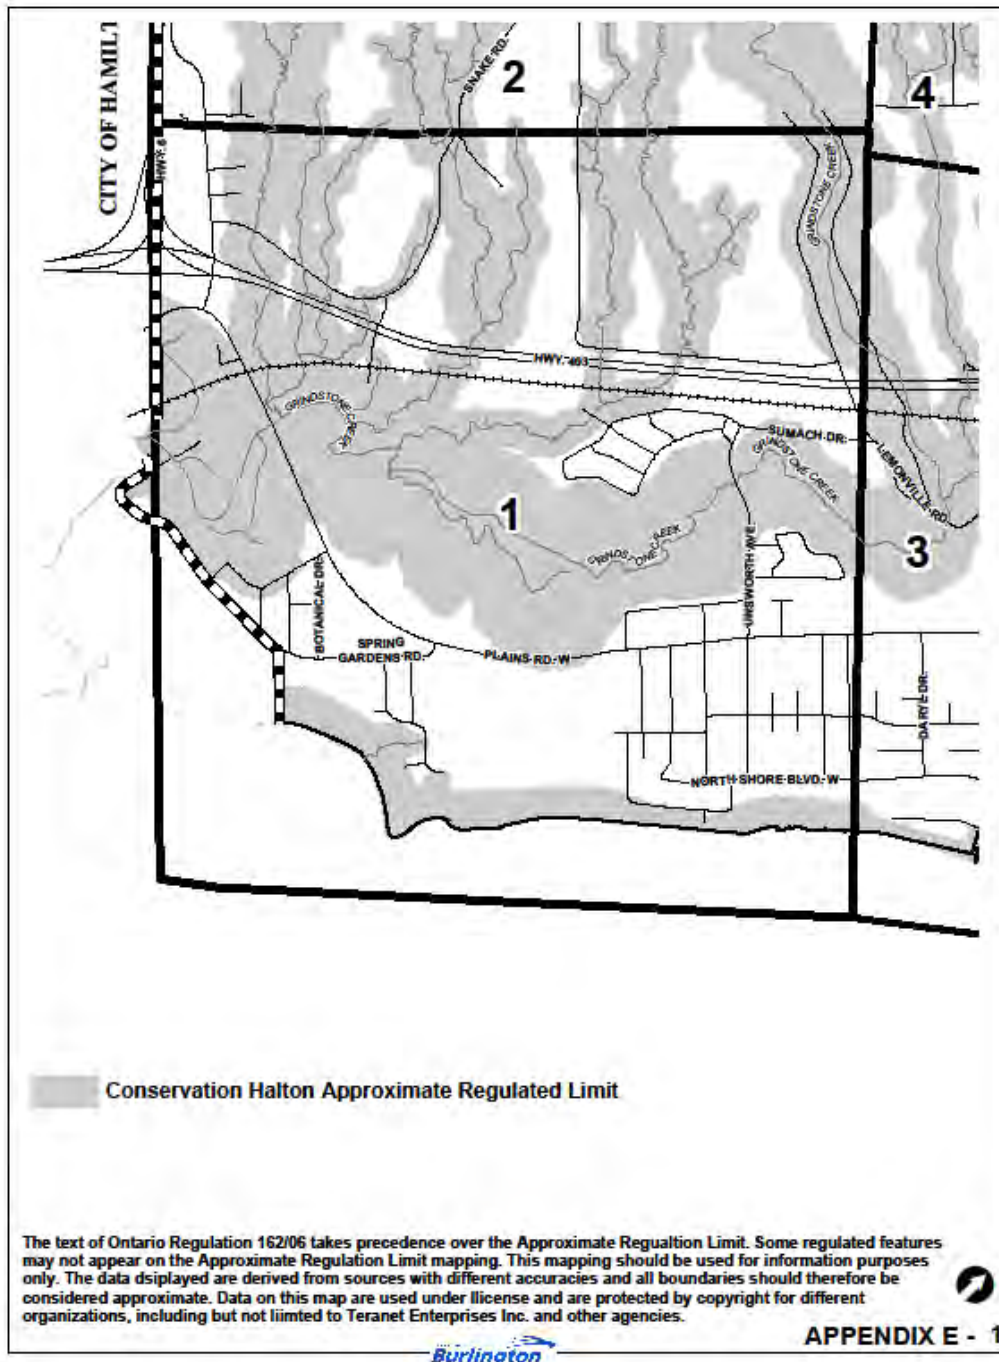 CITY OF HAMILT
HWY. 6
SNAKE RD.
2
4
GRINDSTONE CREEK
HWY. 403
GRINDSTONE CREEK
SUMACH DR.
GRINDSTONE CREEK
LEMONVILLE RD.
1
GRINDSTONE CREEK
3
UNSWORTH AVE.
BOTANICAL DR.
SPRING
GARDENS RD.
PLAINS RD. W
DARYL DR.
NORTH SHORE BLVD. W
Conservation Halton Approximate Regulated Limit
The text of Ontario Regulation 162/06 takes precedence over the Approximate Regualtion Limit. Some regulated features
may not appear on the Approximate Regulation Limit mapping. This mapping should be used for information purposes
only. The data dsiplayed are derived from sources with different accuracies and all boundaries should therefore be
considered approximate. Data on this map are used under llicense and are protected by copyright for different
organizations, including but not liimted to Teranet Enterprises Inc. and other agencies.
APPENDIX E - 1
Burlington